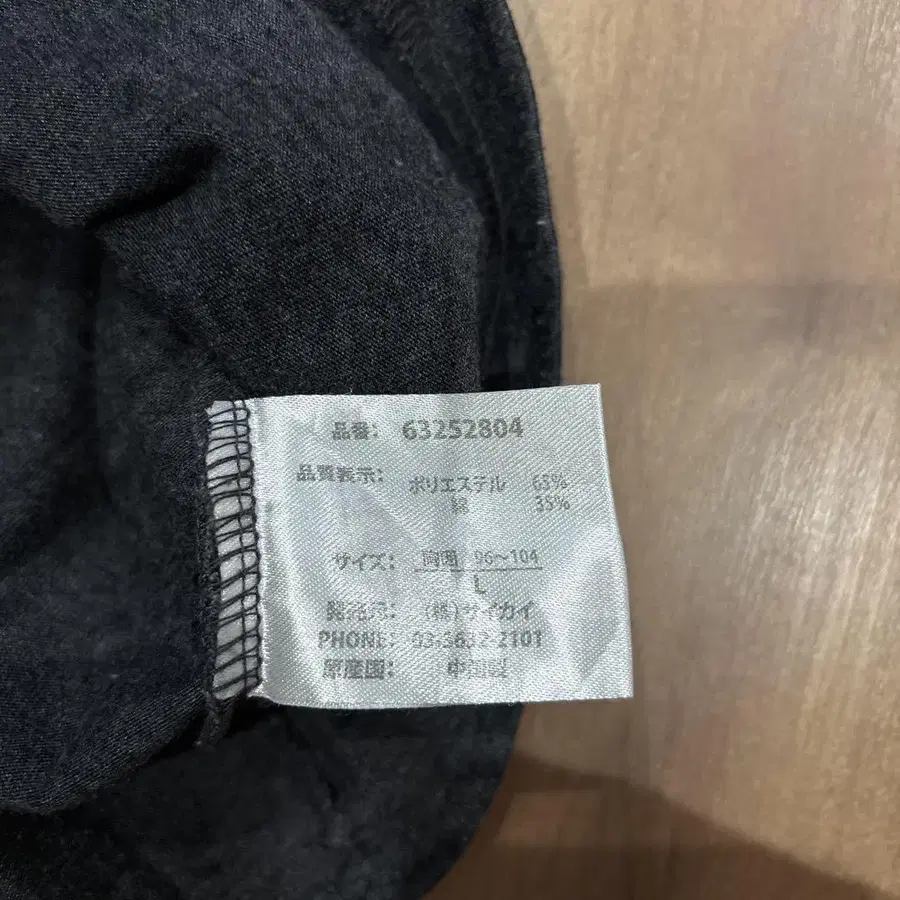 品番: 63252804
品質表示: ポリエステル 65%
綿 35%
サイズ: 胸囲 96～104
L
発売元: (株)サイカイ
PHONE: 03-3632-2101
原産国: 中国製